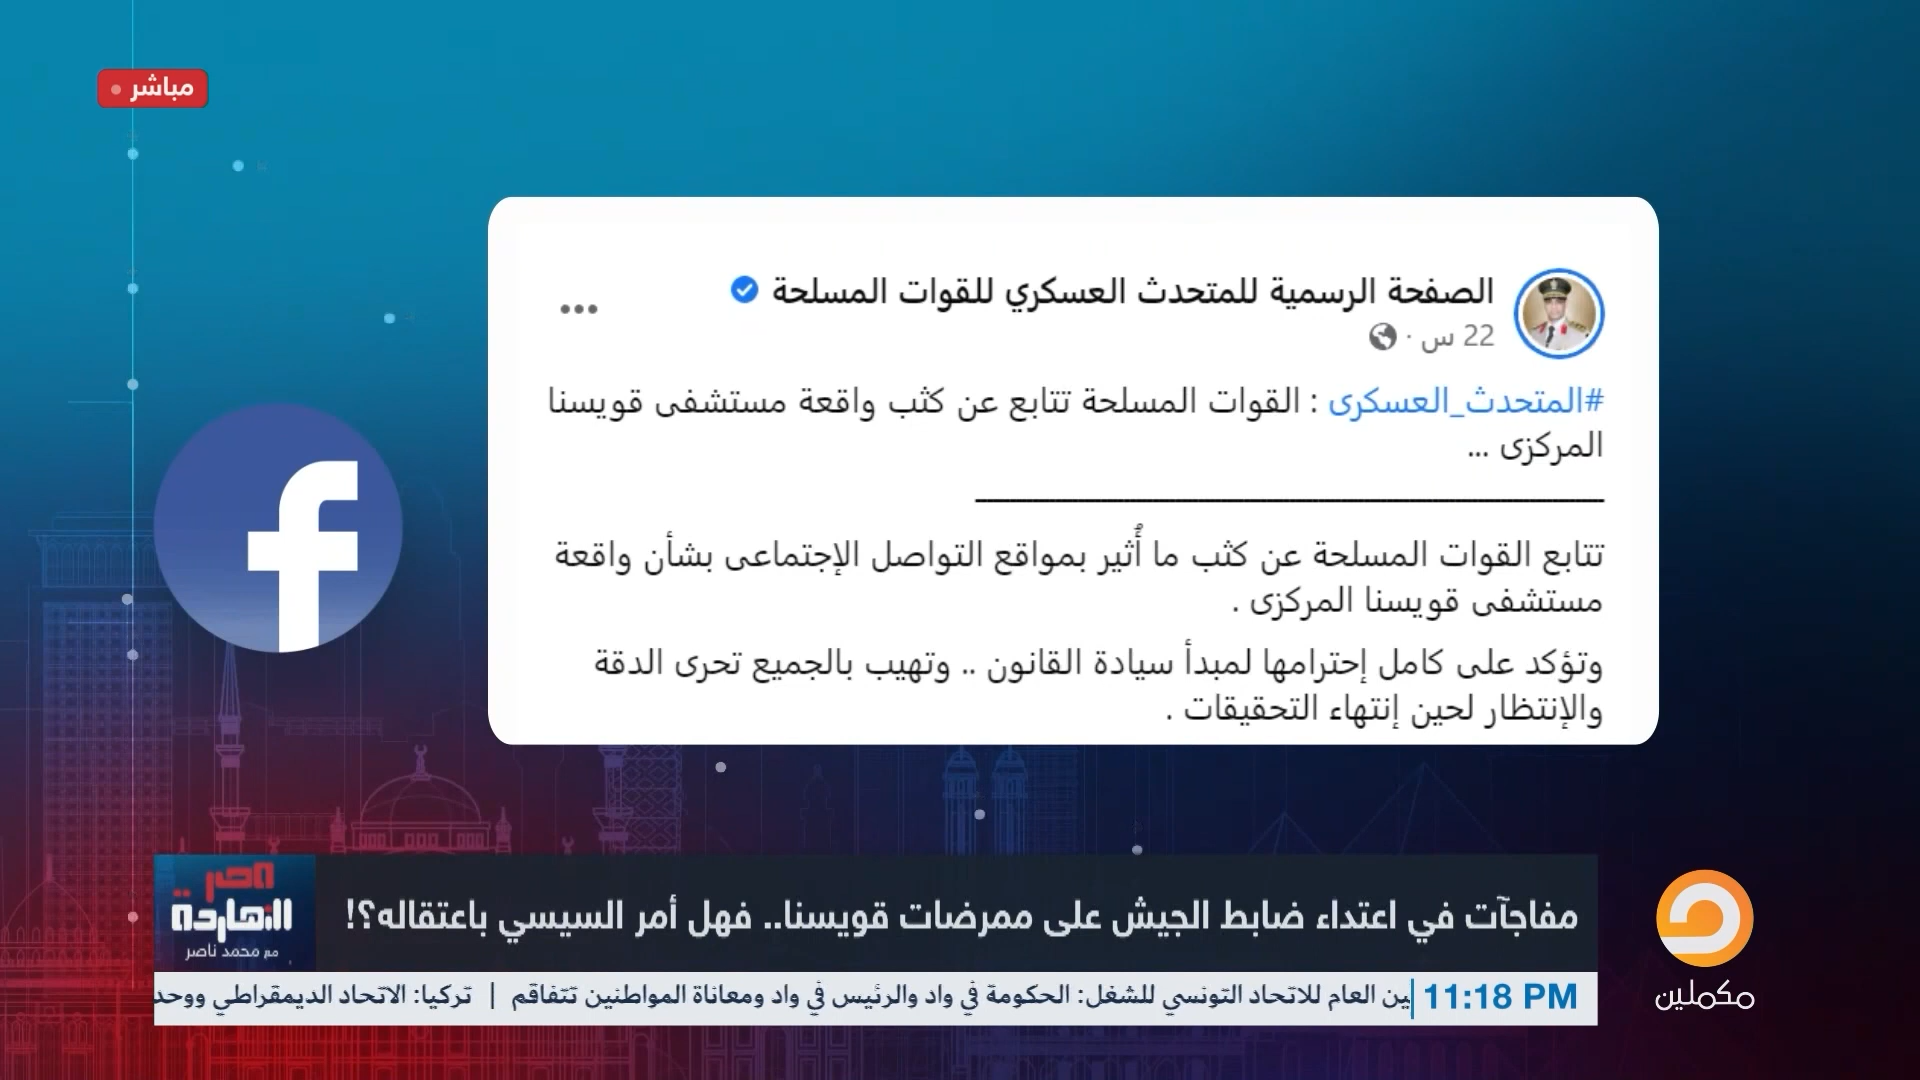 مباشر
الصفحة الرسمية للمتحدث العسكري للقوات المسلحة
22 س ·
#المتحدث_العسكرى : القوات المسلحة تتابع عن كثب واقعة مستشفى قويسنا
المركزى ...
تتابع القوات المسلحة عن كثب ما أُثير بمواقع التواصل الإجتماعى بشأن واقعة
مستشفى قويسنا المركزى .
وتؤكد على كامل إحترامها لمبدأ سيادة القانون .. وتهيب بالجميع تحرى الدقة
والإنتظار لحين إنتهاء التحقيقات .
مصر
النهاردة
مع محمد ناصر
مفاجآت في اعتداء ضابط الجيش على ممرضات قويسنا.. فهل أمر السيسي باعتقاله؟!
11:18 PM
ين العام للاتحاد التونسي للشغل: الحكومة في واد والرئيس في واد ومعاناة المواطنين تتفاقم | تركيا: الاتحاد الديمقراطي ووحد
مكملين